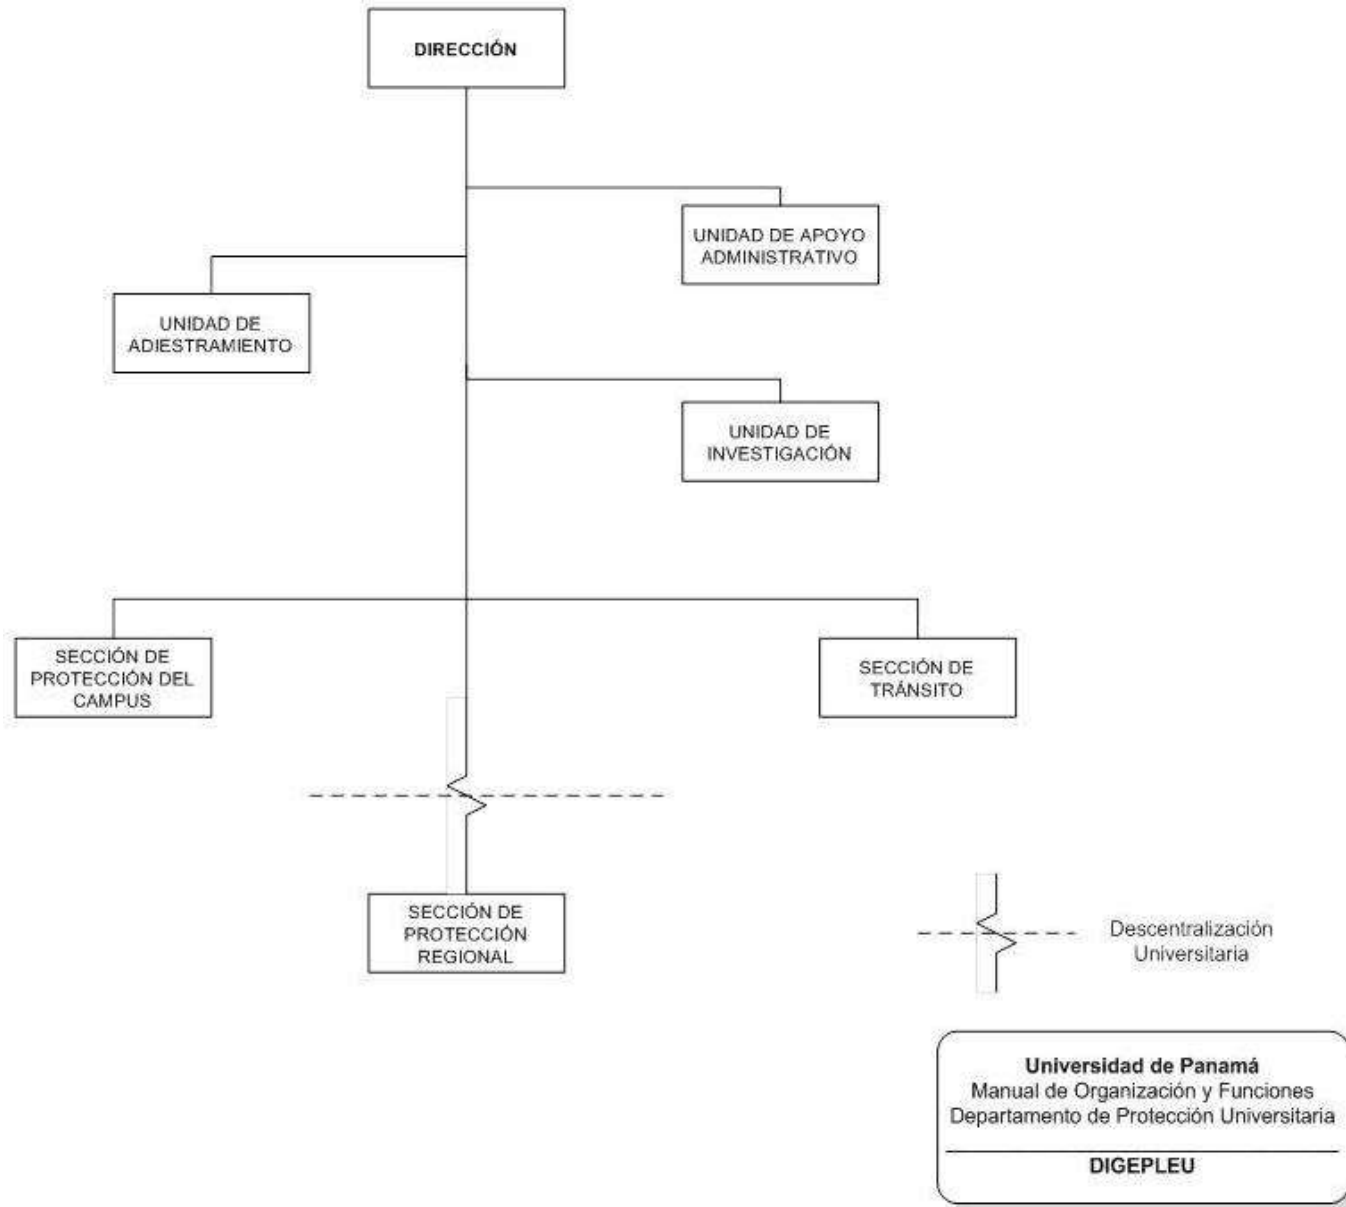 DIRECCIÓN
UNIDAD DE APOYO
ADMINISTRATIVO
UNIDAD DE
ADIESTRAMIENTO
UNIDAD DE
INVESTIGACIÓN
SECCIÓN DE
PROTECCIÓN DEL
CAMPUS
SECCIÓN DE
TRÁNSITO
SECCIÓN DE
PROTECCIÓN
REGIONAL
Descentralización
Universitaria
Universidad de Panamá
Manual de Organización y Funciones
Departamento de Protección Universitaria
DIGEPLEU